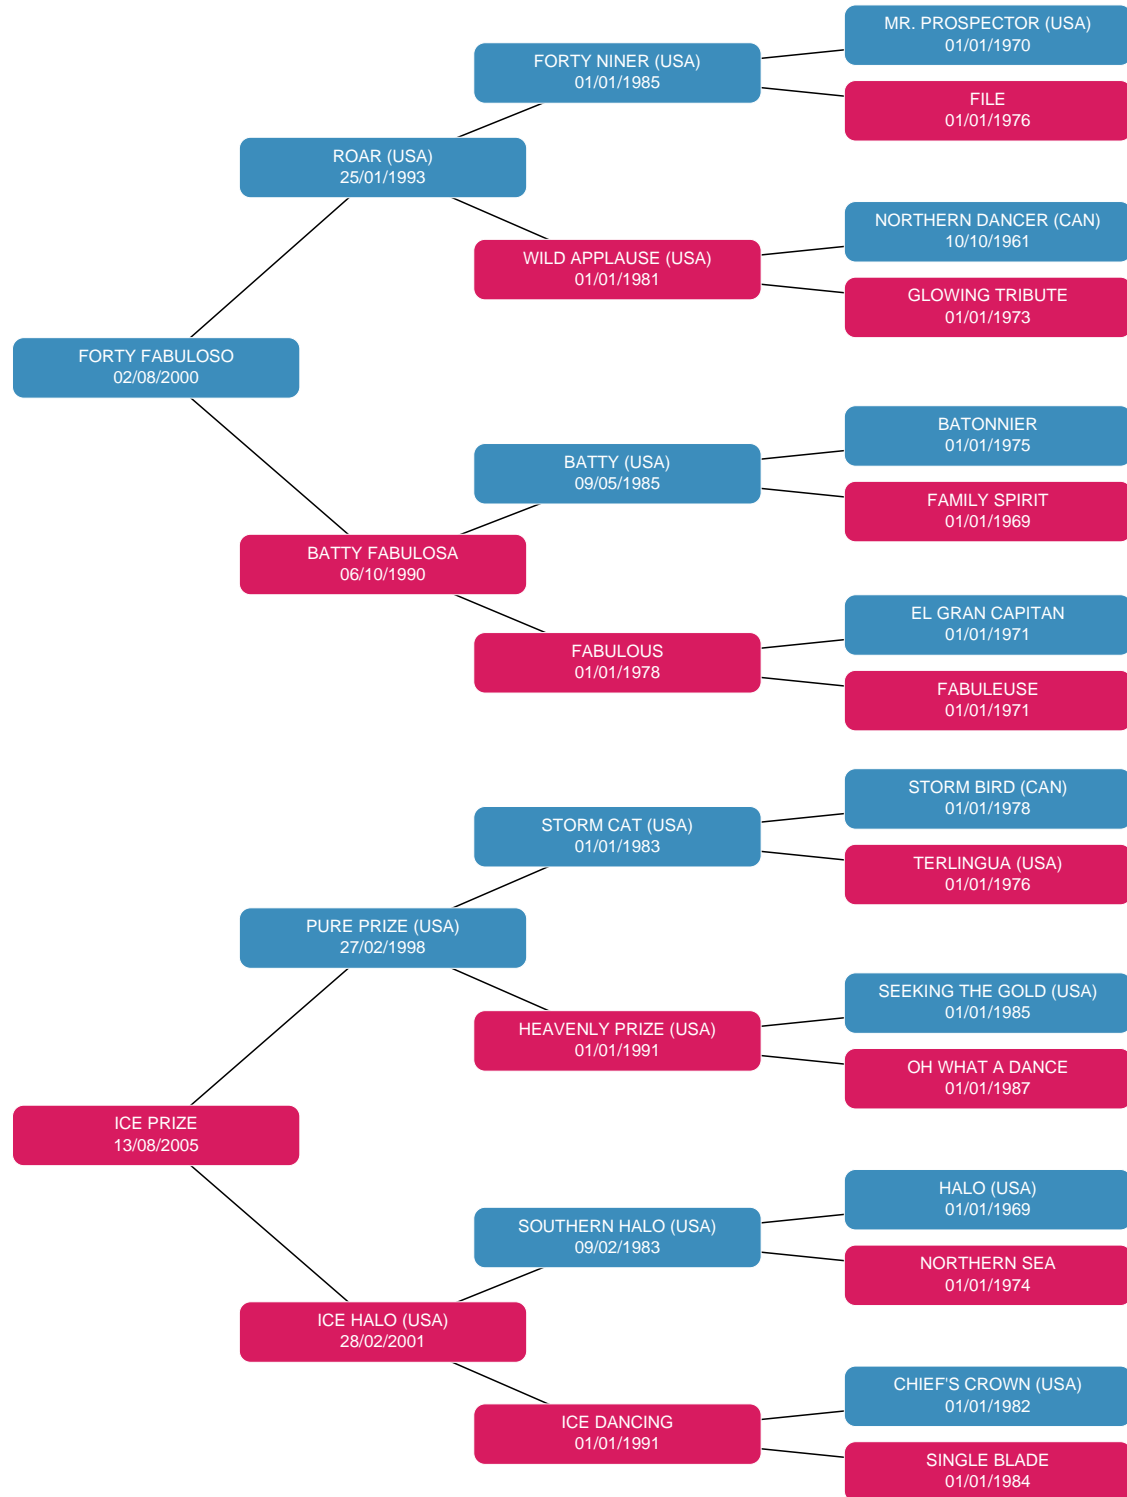 MR. PROSPECTOR (USA)
01/01/1970
FORTY NINER (USA)
01/01/1985
FILE
01/01/1976
ROAR (USA)
25/01/1993
NORTHERN DANCER (CAN)
10/10/1961
WILD APPLAUSE (USA)
01/01/1981
GLOWING TRIBUTE
01/01/1973
FORTY FABULOSO
02/08/2000
BATONNIER
01/01/1975
BATTY (USA)
09/05/1985
FAMILY SPIRIT
01/01/1969
BATTY FABULOSA
06/10/1990
EL GRAN CAPITAN
01/01/1971
FABULOUS
01/01/1978
FABULEUSE
01/01/1971
STORM BIRD (CAN)
01/01/1978
STORM CAT (USA)
01/01/1983
TERLINGUA (USA)
01/01/1976
PURE PRIZE (USA)
27/02/1998
SEEKING THE GOLD (USA)
01/01/1985
HEAVENLY PRIZE (USA)
01/01/1991
OH WHAT A DANCE
01/01/1987
ICE PRIZE
13/08/2005
HALO (USA)
01/01/1969
SOUTHERN HALO (USA)
09/02/1983
NORTHERN SEA
01/01/1974
ICE HALO (USA)
28/02/2001
CHIEF'S CROWN (USA)
01/01/1982
ICE DANCING
01/01/1991
SINGLE BLADE
01/01/1984